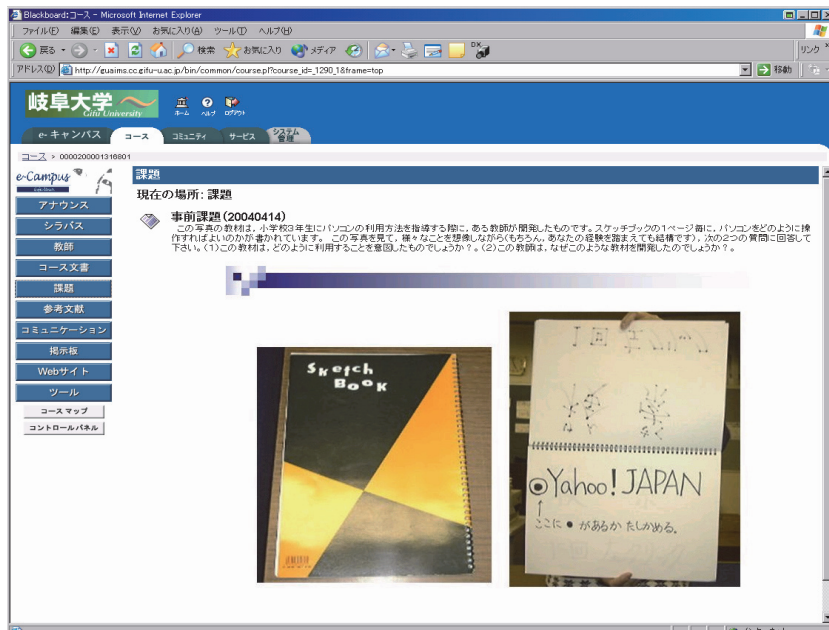 Blackboard:コース - Microsoft Internet Explorer
ファイル(F) 編集(E) 表示(V) お気に入り(A) ツール(T) ヘルプ(H)
戻る 検索 お気に入り メディア リンク
アドレス(D) http://guaims.cc.gifu-u.ac.jp/bin/common/course.pl?course_id=_1290_1&frame=top 移動
岐阜大学
Gifu University
ホーム ヘルプ ログアウト
e-キャンパス コース コミュニティ サービス システム管理
コース > 0000200001316801
e-Campus
アナウンス
シラバス
教師
コース文書
課題
参考文献
コミュニケーション
掲示板
Webサイト
ツール
コースマップ
コントロールパネル
課題
現在の場所: 課題
事前課題(20040414)
この写真の教材は，小学校3年生にパソコンの利用方法を指導する際に，ある教師が開発したものです。スケッチブックの1ページ毎に，パソコンをどのように操
作すればよいのかが書かれています。 この写真を見て，様々なことを想像しながら(もちろん，あなたの経験を踏まえても結構です)，次の2つの質問に回答して
下さい。(1)この教材は，どのように利用することを意図したものでしょうか？。(2)この教師は，なぜこのような教材を開発したのでしょうか？。
Sketch
Book
Yahoo! JAPAN
ここに ● があるか たしかめる。